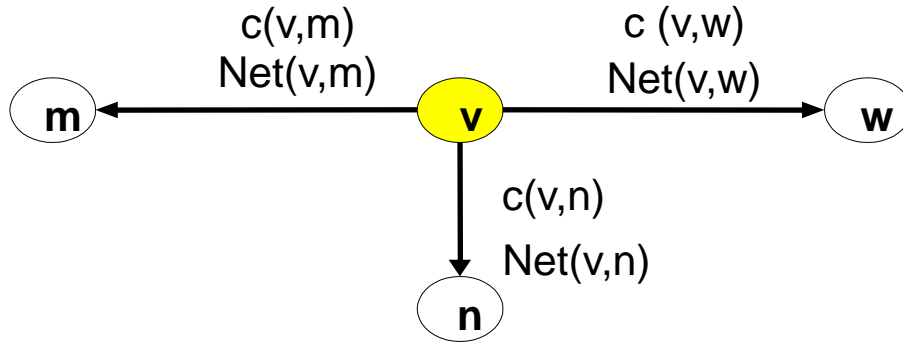 c(v,m)
Net(v,m)
c (v,w)
Net(v,w)
m
v
w
c(v,n)
Net(v,n)
n